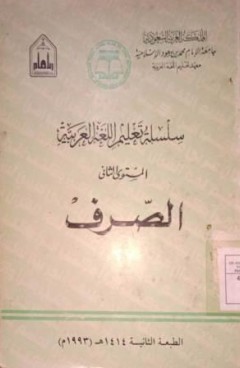 المملكة العربية السعودية
جامعة الإمام محمد بن سعود الإسلامية
معهد تعليم اللغة العربية
سلسلة تعليم اللغة العربية
المستوى الثاني
الصرف
الطبعة الثانية ١٤١٤هـ (١٩٩٣م)